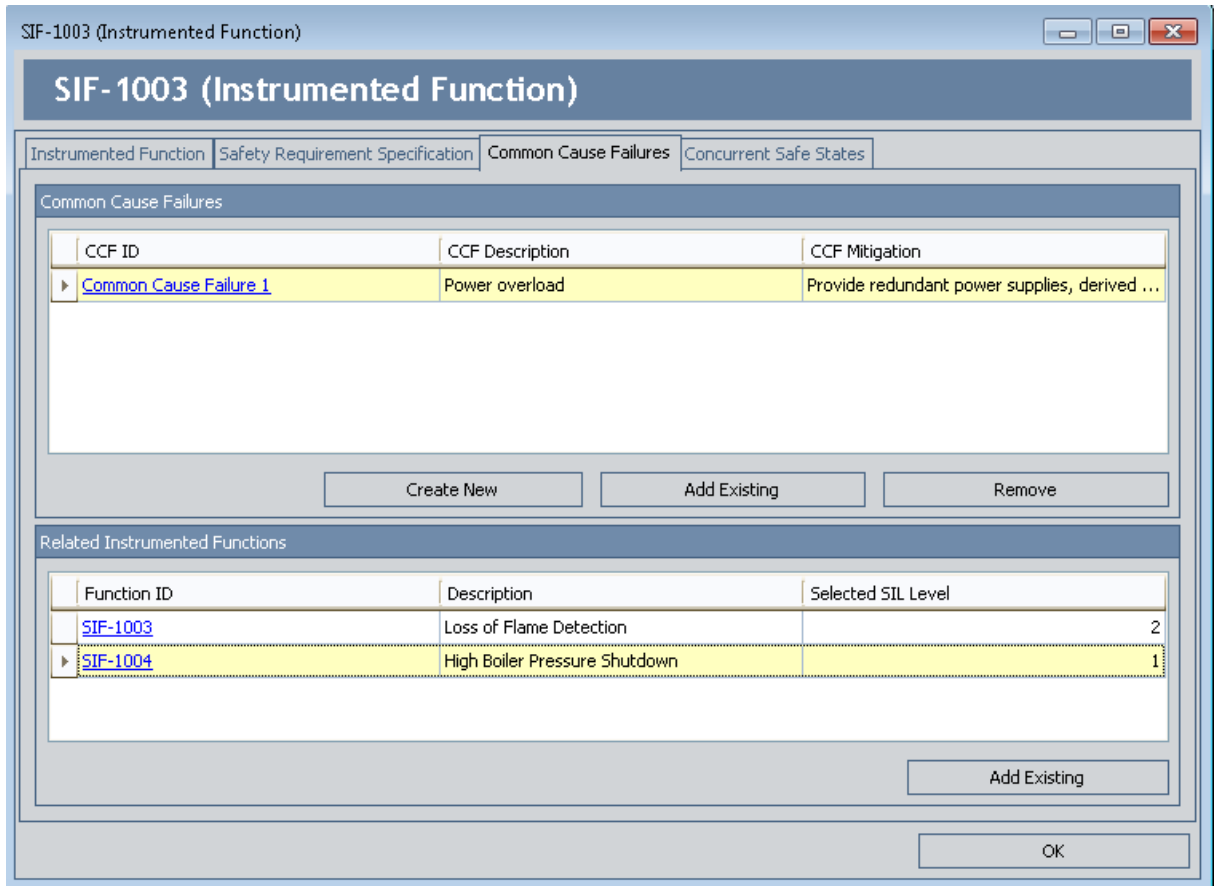 SIF-1003 (Instrumented Function)
SIF-1003 (Instrumented Function)
Instrumented Function Safety Requirement Specification Common Cause Failures Concurrent Safe States
Common Cause Failures
CCF ID CCF Description CCF Mitigation
Common Cause Failure 1 Power overload Provide redundant power supplies, derived ...
Create New Add Existing Remove
Related Instrumented Functions
Function ID Description Selected SIL Level
SIF-1003 Loss of Flame Detection 2
SIF-1004 High Boiler Pressure Shutdown 1
Add Existing
OK